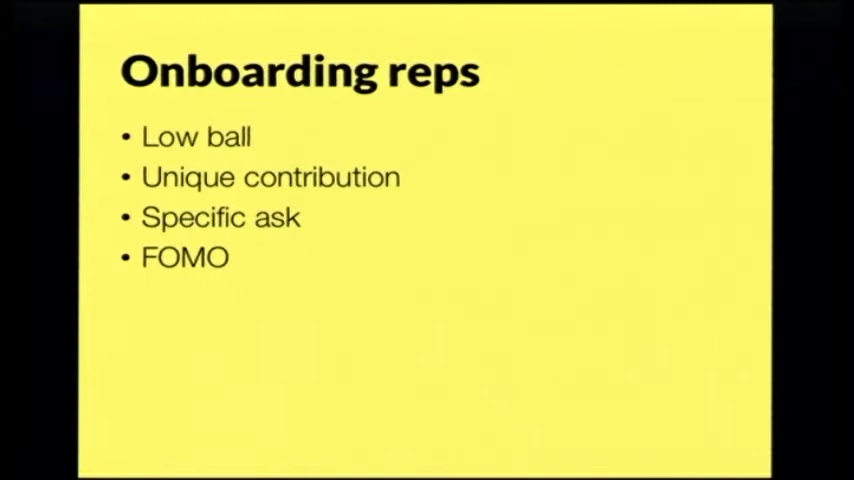 Onboarding reps
• Low ball
• Unique contribution
• Specific ask
• FOMO